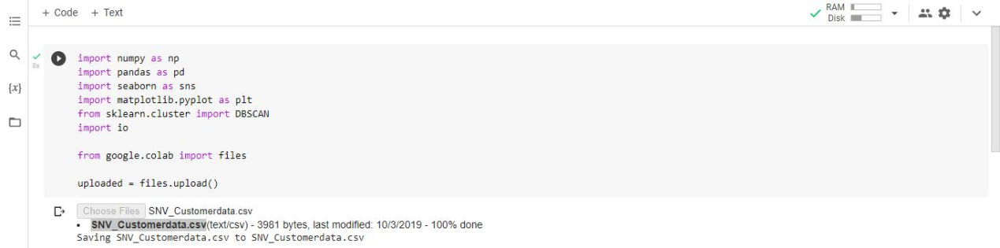 + Code + Text
RAM
Disk
{x}
import numpy as np
import pandas as pd
import seaborn as sns
import matplotlib.pyplot as plt
from sklearn.cluster import DBSCAN
import io
from google.colab import files
uploaded = files.upload()
Choose Files SNV_Customerdata.csv
• SNV_Customerdata.csv(text/csv) - 3981 bytes, last modified: 10/3/2019 - 100% done
Saving SNV_Customerdata.csv to SNV_Customerdata.csv